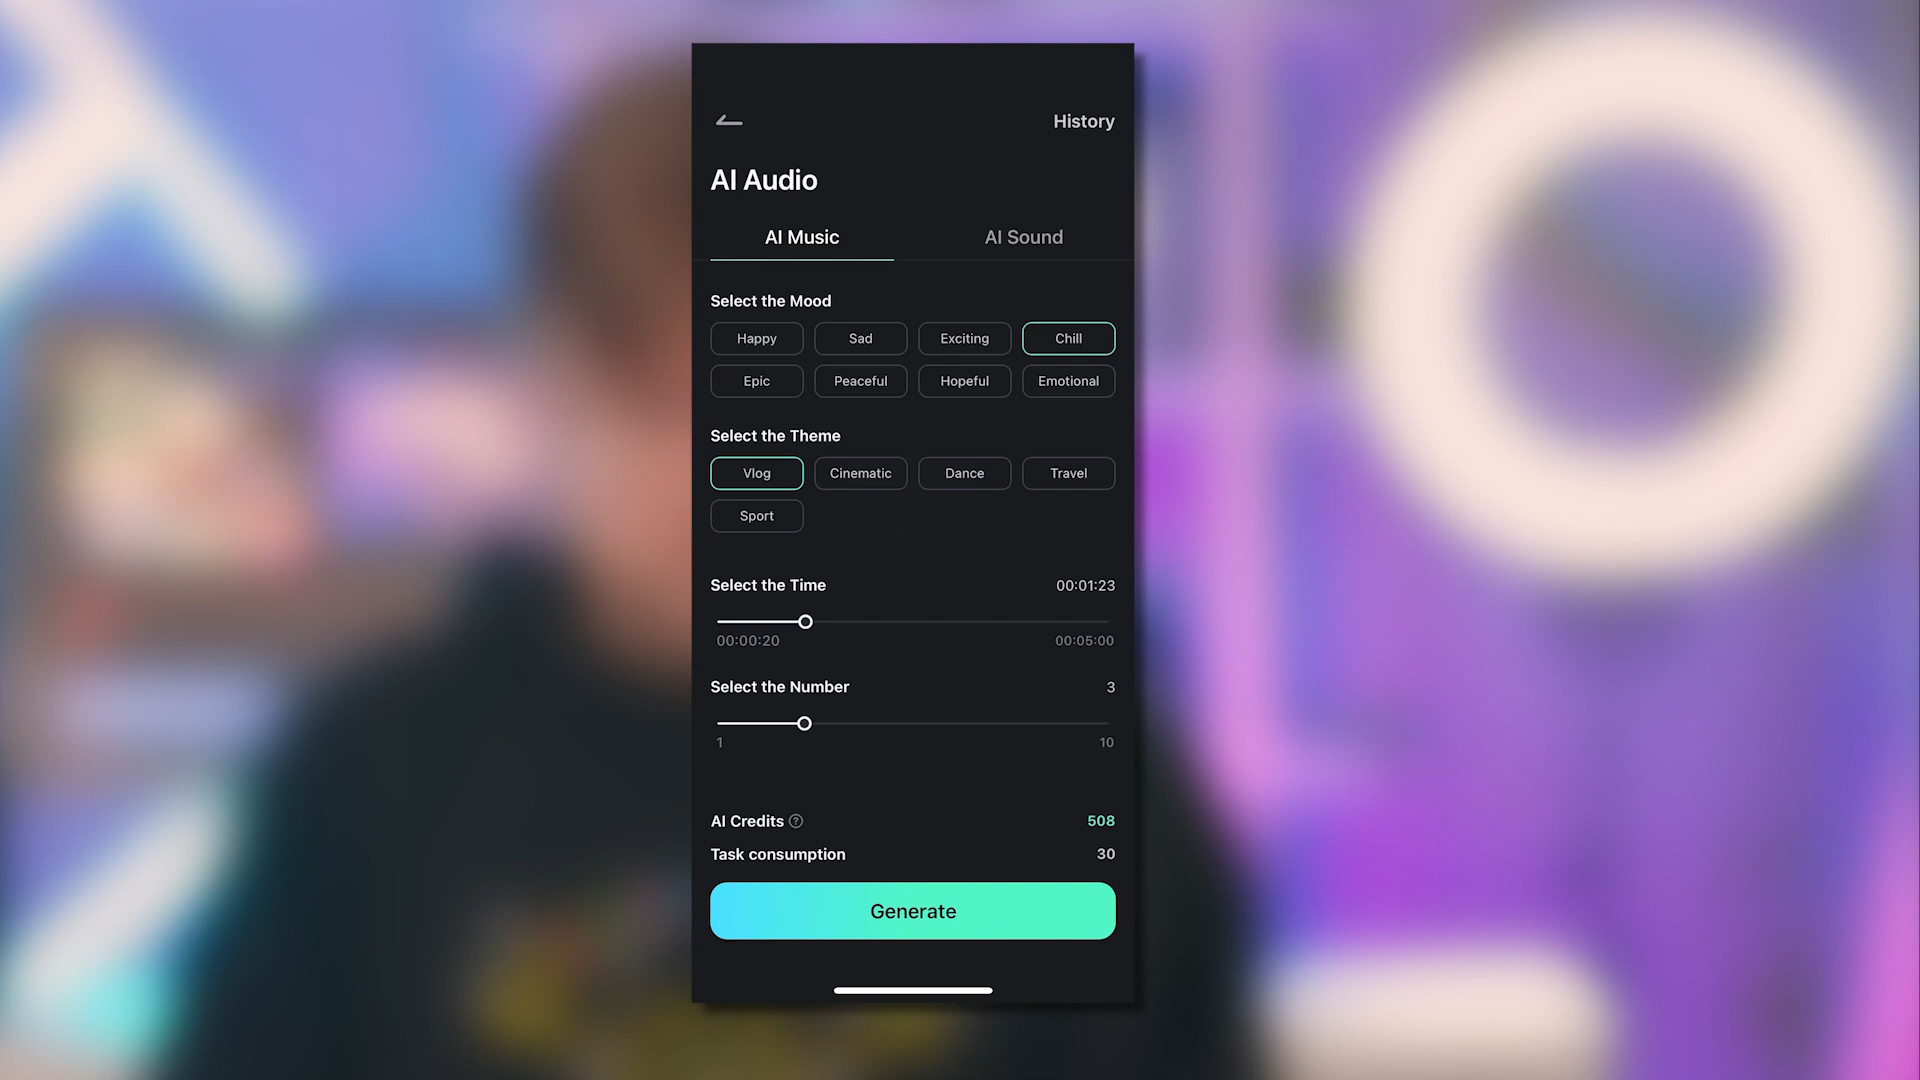 History
AI Audio
AI Music AI Sound
Select the Mood
Happy Sad Exciting Chill
Epic Peaceful Hopeful Emotional
Select the Theme
Vlog Cinematic Dance Travel
Sport
Select the Time 00:01:23
00:00:20 00:05:00
Select the Number 3
1 10
AI Credits ? 508
Task consumption 30
Generate